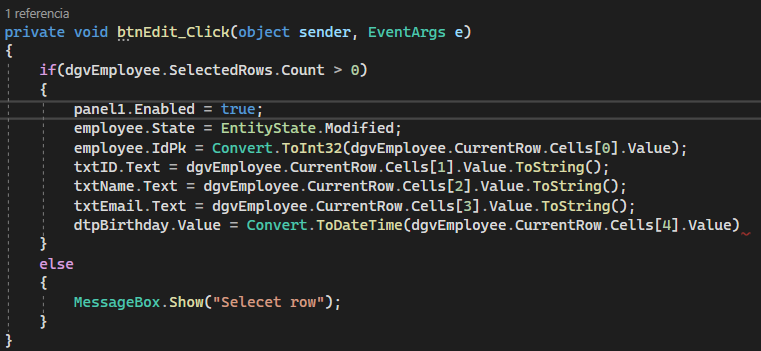 1 referencia
private void btnEdit_Click(object sender, EventArgs e)
{
    if(dgvEmployee.SelectedRows.Count > 0)
    {
        panel1.Enabled = true;
        employee.State = EntityState.Modified;
        employee.IdPk = Convert.ToInt32(dgvEmployee.CurrentRow.Cells[0].Value);
        txtID.Text = dgvEmployee.CurrentRow.Cells[1].Value.ToString();
        txtName.Text = dgvEmployee.CurrentRow.Cells[2].Value.ToString();
        txtEmail.Text = dgvEmployee.CurrentRow.Cells[3].Value.ToString();
        dtpBirthday.Value = Convert.ToDateTime(dgvEmployee.CurrentRow.Cells[4].Value)
    }
    else
    {
        MessageBox.Show("Selecet row");
    }
}